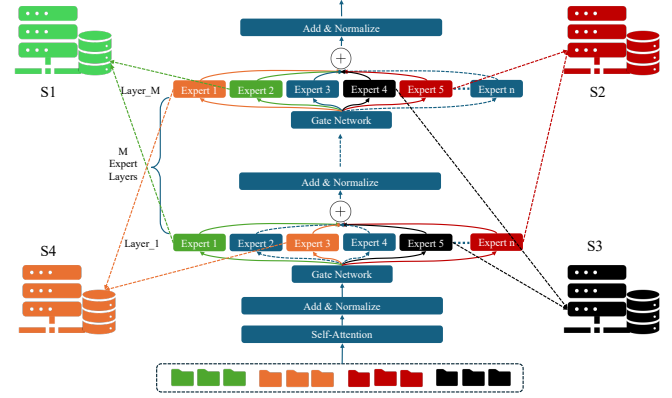 Add & Normalize
S1
S2
Layer_M
Expert 1
Expert 2
Expert 3
Expert 4
Expert 5
Expert n
Gate Network
M
Expert
Layers
Add & Normalize
Layer_1
Expert 1
Expert 2
Expert 3
Expert 4
Expert 5
Expert n
S4
S3
Gate Network
Add & Normalize
Self-Attention